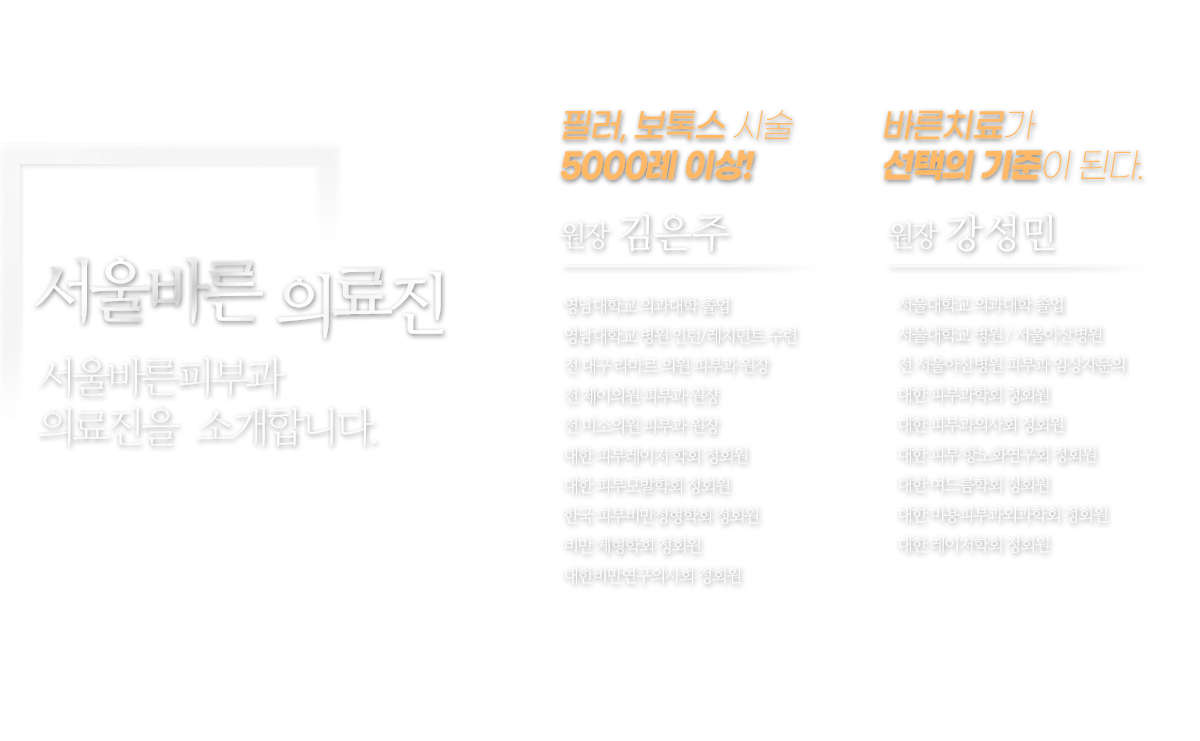 서울바른 의료진
서울바른피부과
의료진을 소개합니다.
필러, 보톡스 시술
5000례 이상!
원장 김은주
영남대학교 의과대학 졸업
영남대학교 병원 인턴/레지던트 수련
전 대구 라마르 의원 피부과 원장
전 제이의원 피부과 원장
전 미소의원 피부과 원장
대한 피부레이저 학회 정회원
대한 피부모발학회 정회원
한국 피부비만성형학회 정회원
비만 체형학회 정회원
대한비만연구의사회 정회원
바른치료가
선택의 기준이 된다.
원장 강성민
서울대학교 의과대학 졸업
서울대학교 병원 / 서울아산병원
전 서울아산병원 피부과 임상자문의
대한 피부과학회 정회원
대한 피부과의사회 정회원
대한 피부 항노화연구회 정회원
대한 여드름학회 정회원
대한 미용피부과외과학회 정회원
대한 레이저학회 정회원